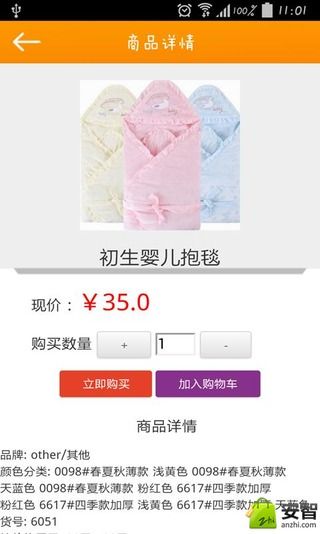 11:01
商品详情
初生婴儿抱毯
现价：￥35.0
购买数量 + 1 -
立即购买 加入购物车
商品详情
品牌: other/其他
颜色分类: 0098#春夏秋薄款 浅黄色 0098#春夏秋薄款
天蓝色 0098#春夏秋薄款 粉红色 6617#四季款加厚
粉红色 6617#四季款加厚 浅黄色 6617#四季款加厚 天蓝色
货号: 6051
安智
anzhi.com
zhi